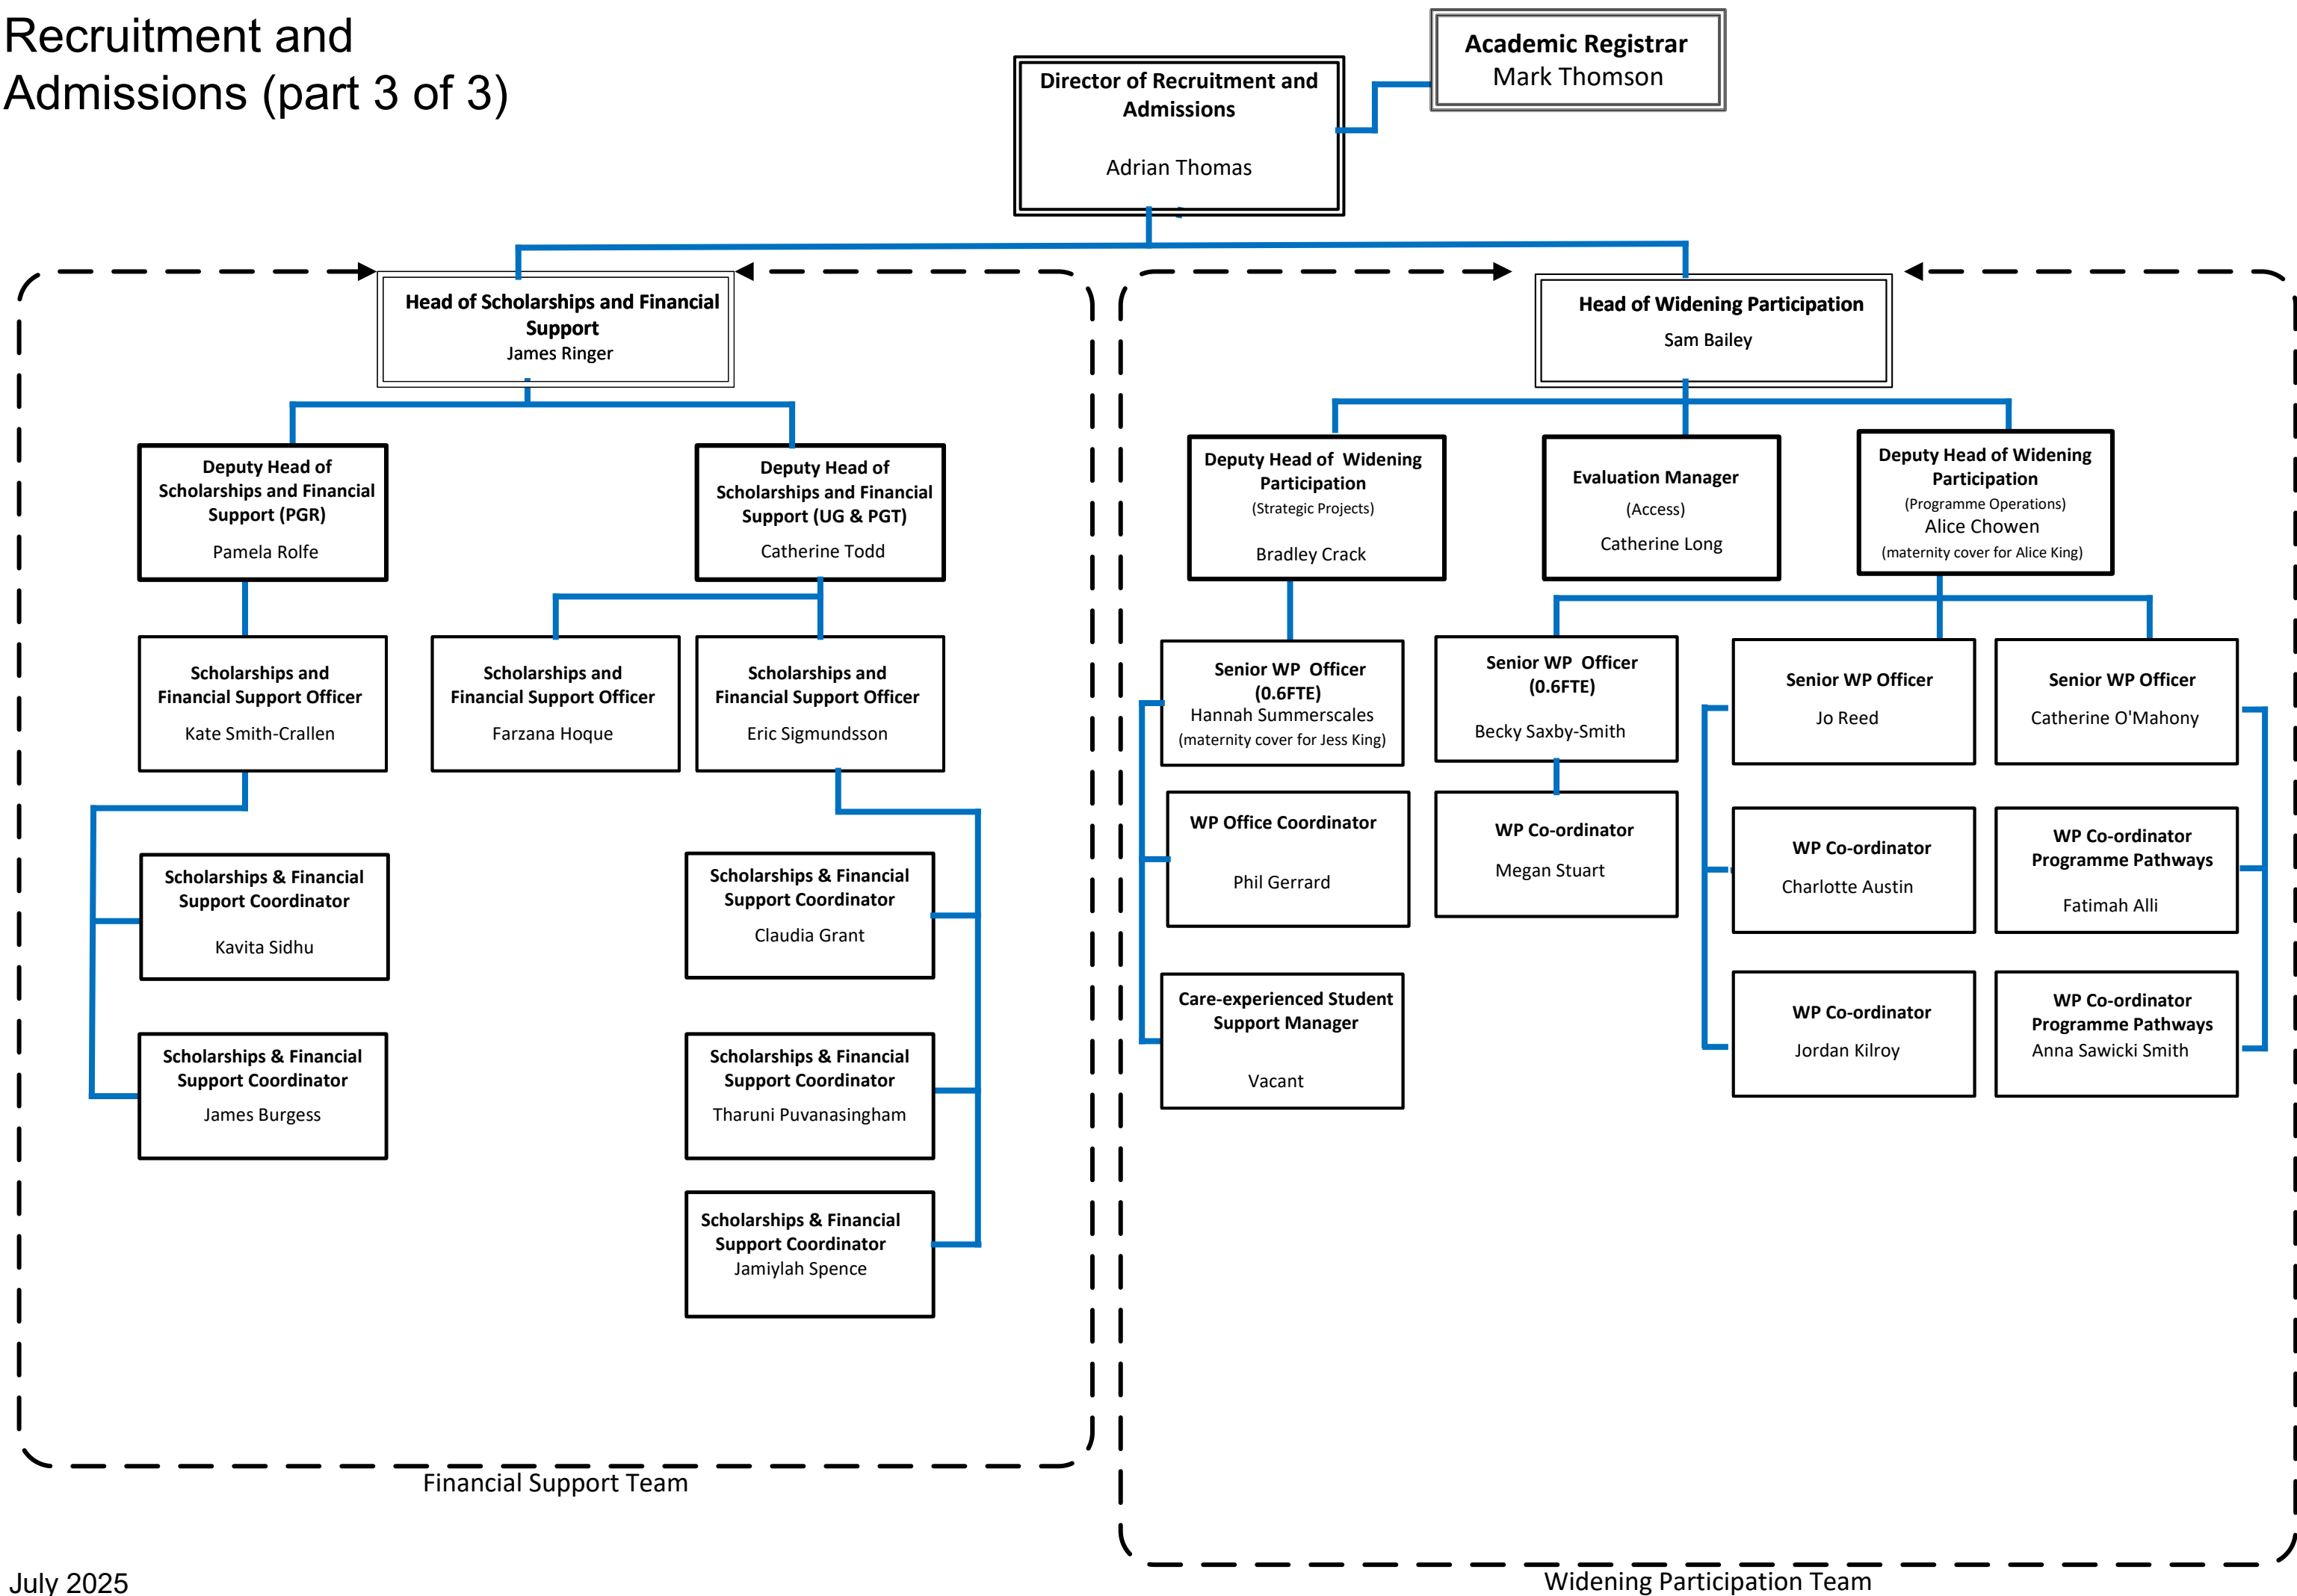 Recruitment and
Admissions (part 3 of 3)
Academic Registrar
Mark Thomson
Director of Recruitment and
Admissions
Adrian Thomas
Head of Scholarships and Financial
Support
James Ringer
Head of Widening Participation
Sam Bailey
Deputy Head of
Scholarships and Financial
Support (PGR)
Pamela Rolfe
Deputy Head of
Scholarships and Financial
Support (UG & PGT)
Catherine Todd
Deputy Head of Widening
Participation
(Strategic Projects)
Bradley Crack
Evaluation Manager
(Access)
Catherine Long
Deputy Head of Widening
Participation
(Programme Operations)
Alice Chowen
(maternity cover for Alice King)
Scholarships and
Financial Support Officer
Kate Smith-Crallen
Scholarships and
Financial Support Officer
Farzana Hoque
Scholarships and
Financial Support Officer
Eric Sigmundsson
Senior WP Officer
(0.6FTE)
Hannah Summerscales
(maternity cover for Jess King)
Senior WP Officer
(0.6FTE)
Becky Saxby-Smith
Senior WP Officer
Jo Reed
Senior WP Officer
Catherine O'Mahony
Scholarships & Financial
Support Coordinator
Kavita Sidhu
Scholarships & Financial
Support Coordinator
Claudia Grant
WP Office Coordinator
Phil Gerrard
WP Co-ordinator
Megan Stuart
WP Co-ordinator
Charlotte Austin
WP Co-ordinator
Programme Pathways
Fatimah Alli
Scholarships & Financial
Support Coordinator
James Burgess
Scholarships & Financial
Support Coordinator
Tharuni Puvanasingham
Care-experienced Student
Support Manager
Vacant
WP Co-ordinator
Jordan Kilroy
WP Co-ordinator
Programme Pathways
Anna Sawicki Smith
Scholarships & Financial
Support Coordinator
Jamiylah Spence
Financial Support Team
Widening Participation Team
July 2025